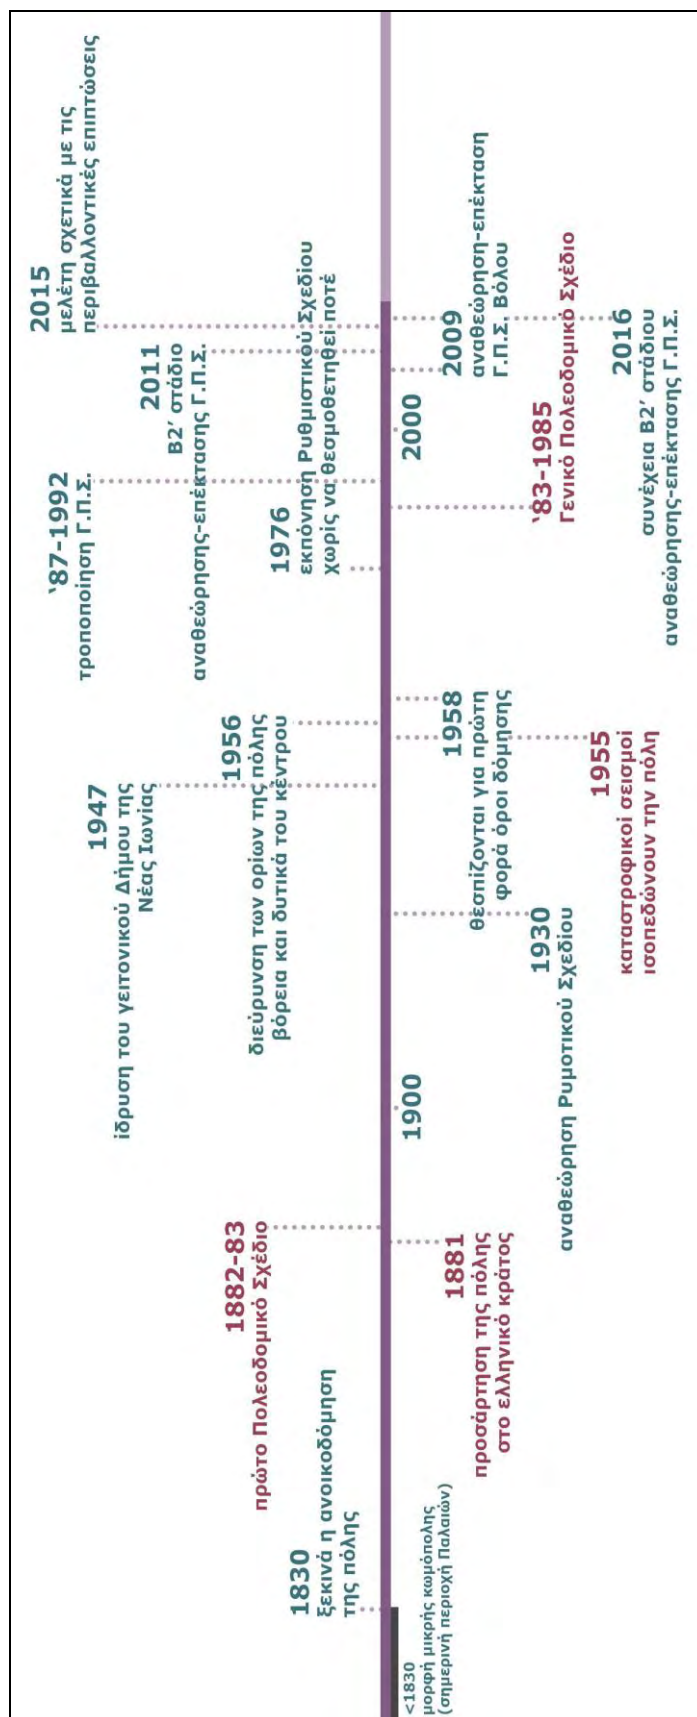 <1830
μορφή μικρής κωμόπολης
(σημερινή περιοχή Παλαιών)
1830
ξεκινά η ανοικοδόμηση
της πόλης
1881
προσάρτηση της πόλης
στο ελληνικό κράτος
1882-83
πρώτο Πολεοδομικό Σχέδιο
1900
1930
αναθεώρηση Ρυμοτικού Σχεδίου
1947
ίδρυση του γειτονικού Δήμου της
Νέας Ιωνίας
1955
καταστροφικοί σεισμοί
ισοπεδώνουν την πόλη
1956
διεύρυνση των ορίων της πόλης
βόρεια και δυτικά του κέντρου
1958
θεσπίζονται για πρώτη
φορά όροι δόμησης
1976
εκπόνηση Ρυθμιστικού Σχεδίου
χωρίς να θεσμοθετηθεί ποτέ
‘83-1985
Γενικό Πολεοδομικό Σχέδιο
‘87-1992
τροποποίηση Γ.Π.Σ.
2000
2009
αναθεώρηση-επέκταση
Γ.Π.Σ. Βόλου
2011
Β2’ στάδιο
αναθεώρησης-επέκτασης Γ.Π.Σ.
2015
μελέτη σχετικά με τις
περιβαλλοντικές επιπτώσεις
2016
συνέχεια Β2’ στάδιου
αναθεώρησης-επέκτασης Γ.Π.Σ.